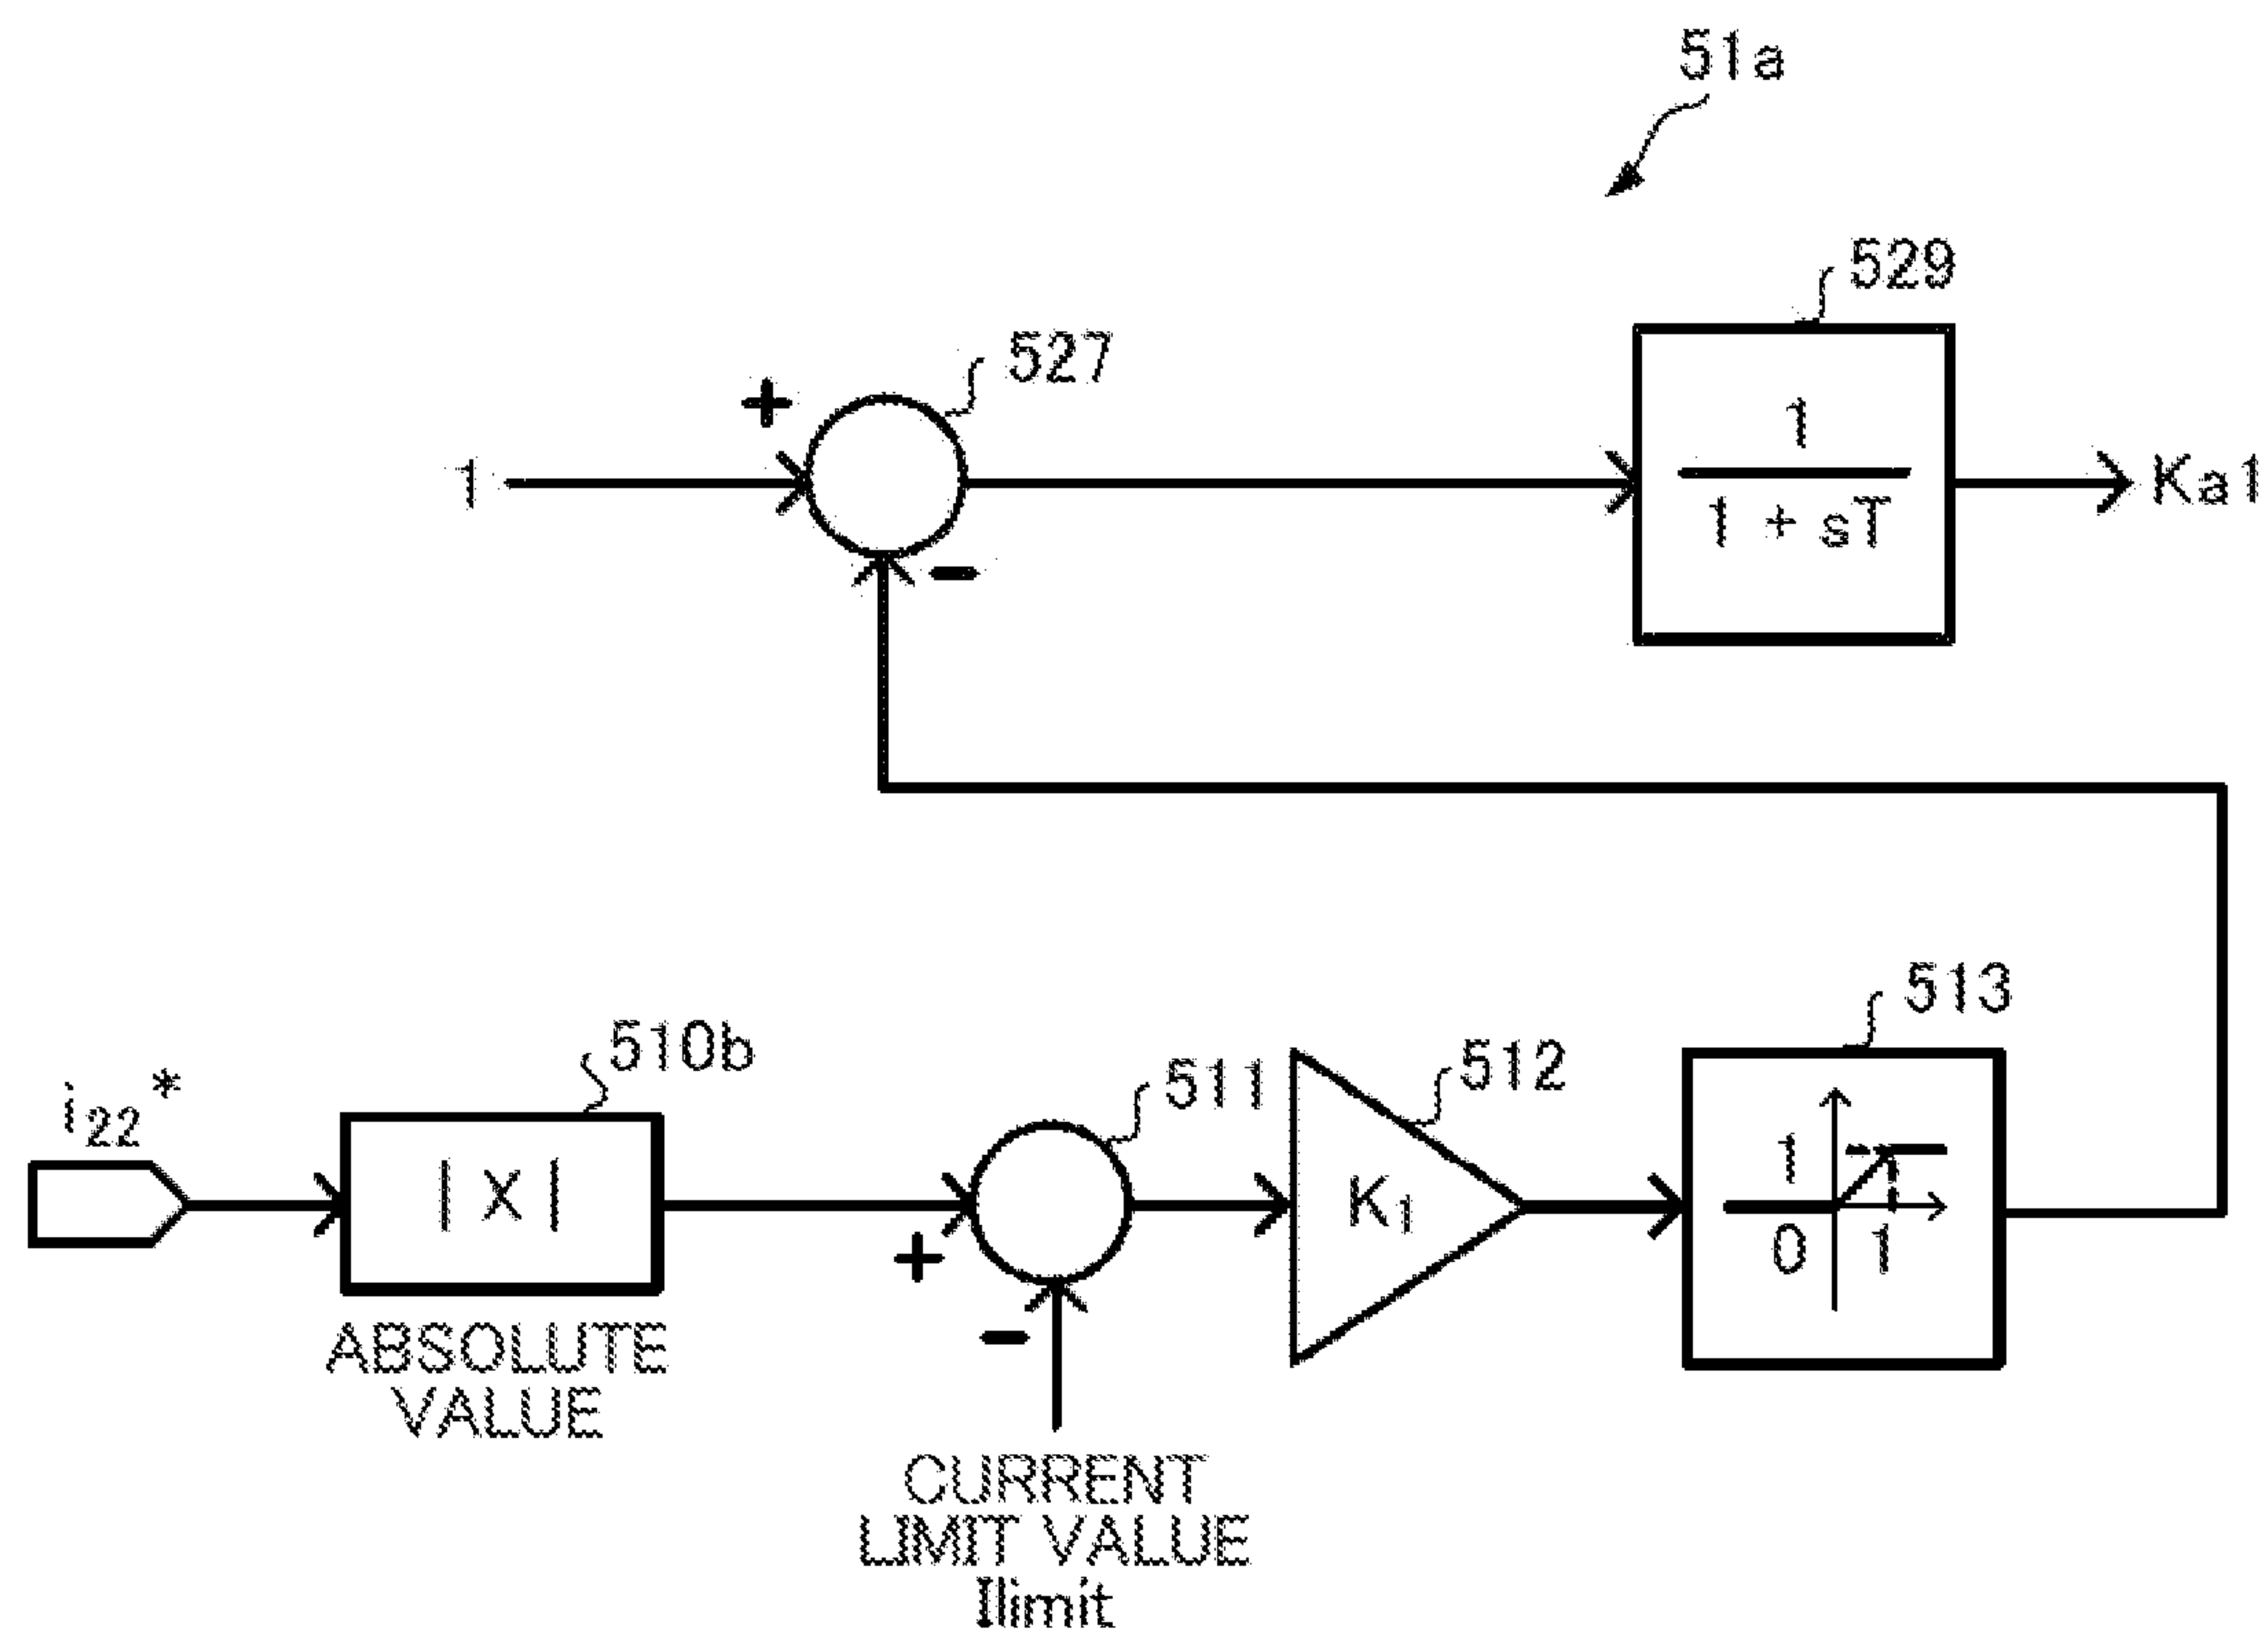 51a
529
527
+
1
1
1 + sT
Ka1
−
513
510b
511
512
i22*
| X |
K1
1
0
1
+
−
ABSOLUTE
VALUE
CURRENT
LIMIT VALUE
Ilimit